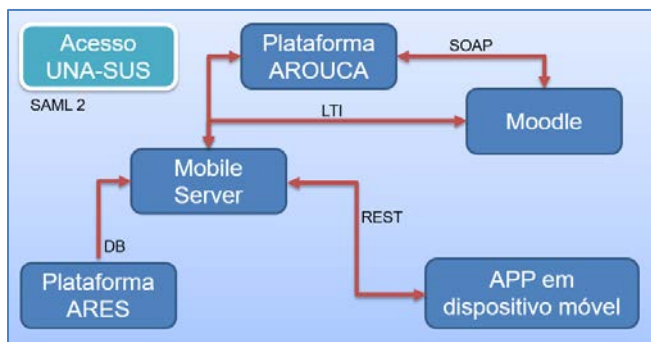 Acesso
UNA-SUS
SAML 2
Plataforma
AROUCA
SOAP
LTI
Moodle
Mobile
Server
REST
DB
Plataforma
ARES
APP em
dispositivo móvel